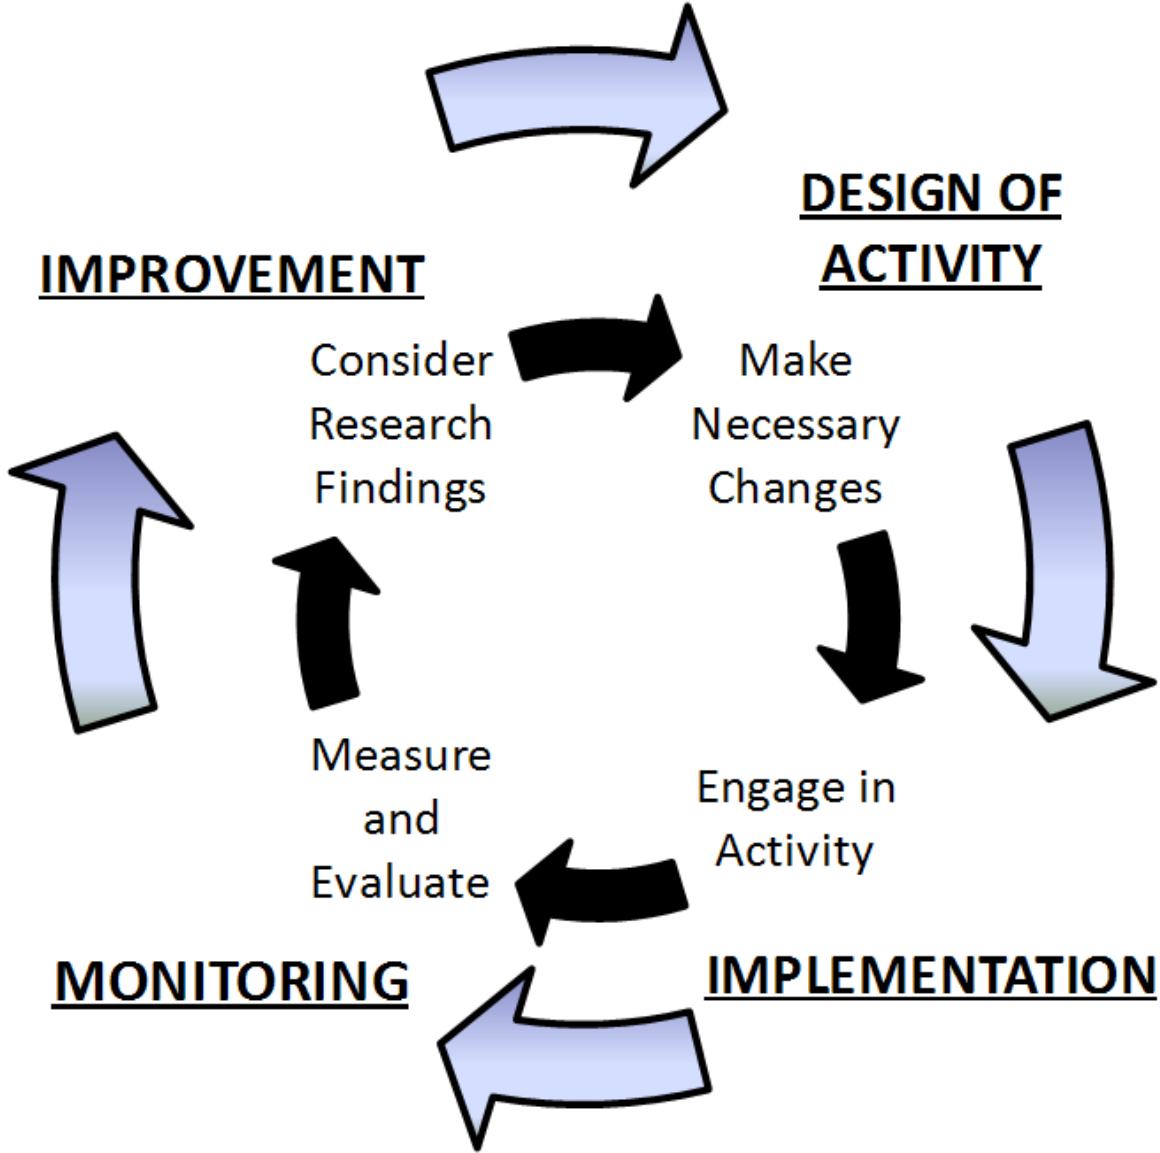 DESIGN OF
ACTIVITY
IMPROVEMENT
Consider
Research
Findings
Make
Necessary
Changes
Measure
and
Evaluate
Engage in
Activity
MONITORING
IMPLEMENTATION